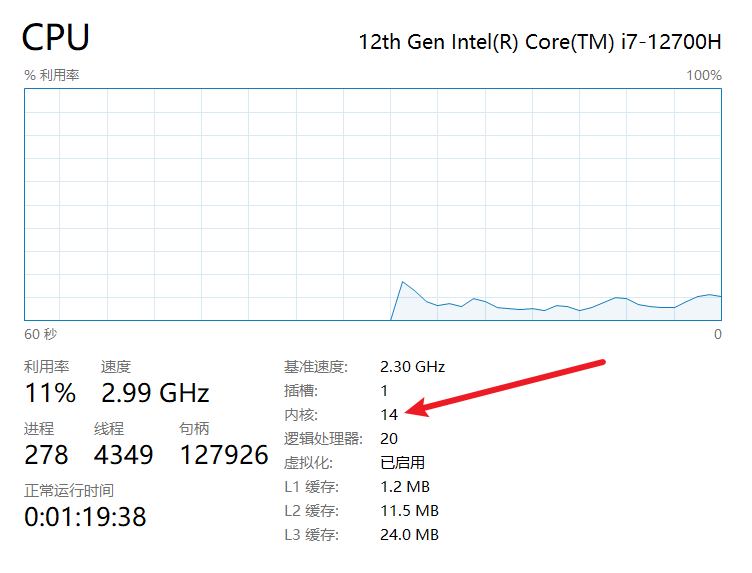 CPU
12th Gen Intel(R) Core(TM) i7-12700H
% 利用率 100%
60 秒 0
利用率 速度
11% 2.99 GHz
进程 线程 句柄
278 4349 127926
正常运行时间
0:01:19:38
基准速度: 2.30 GHz
插槽: 1
内核: 14
逻辑处理器: 20
虚拟化: 已启用
L1 缓存: 1.2 MB
L2 缓存: 11.5 MB
L3 缓存: 24.0 MB